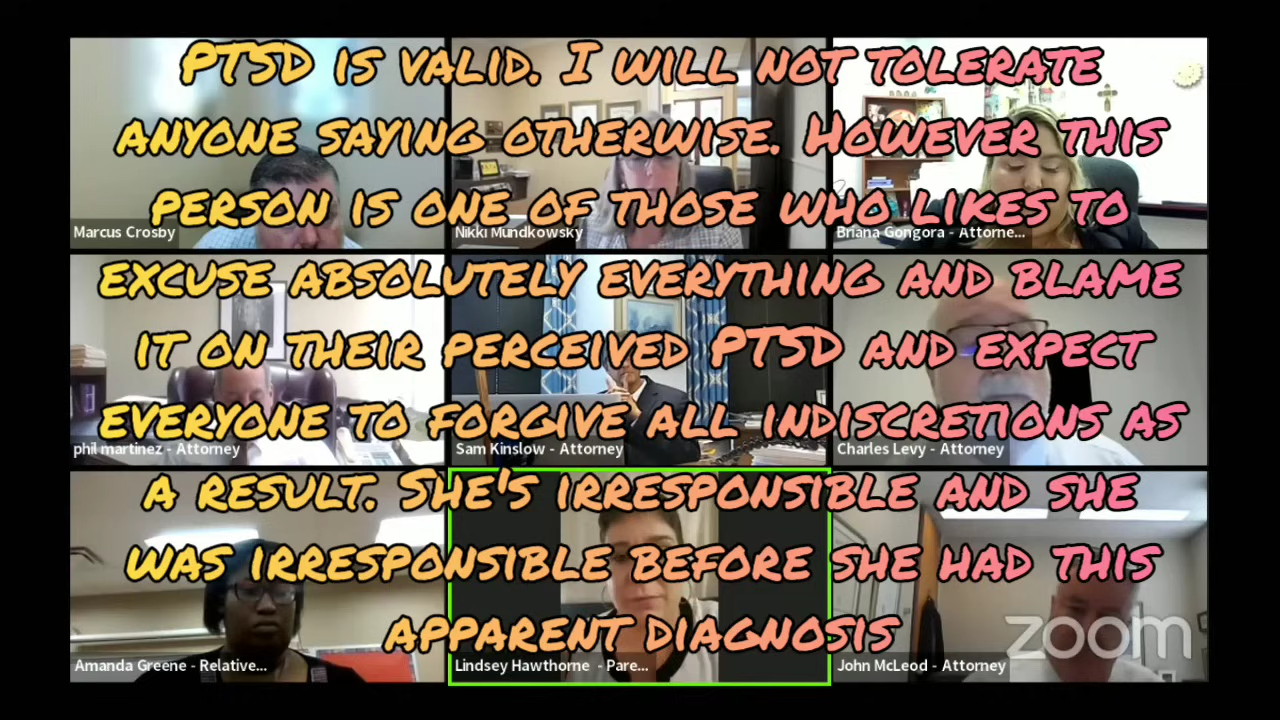 PTSD is valid. I will not tolerate
anyone saying otherwise. However this
person is one of those who likes to
Marcus Crosby
Nikki Mundkowsky
Briana Gongora - Attorne...
excuse absolutely everything and blame
it on their perceived PTSD and expect
everyone to forgive all indiscretions as
phil martinez - Attorney
Sam Kinslow - Attorney
Charles Levy - Attorney
a result. She's irresponsible and she
was irresponsible before she had this
apparent diagnosis
zoom
Amanda Greene - Relative...
Lindsey Hawthorne - Pare...
John McLeod - Attorney